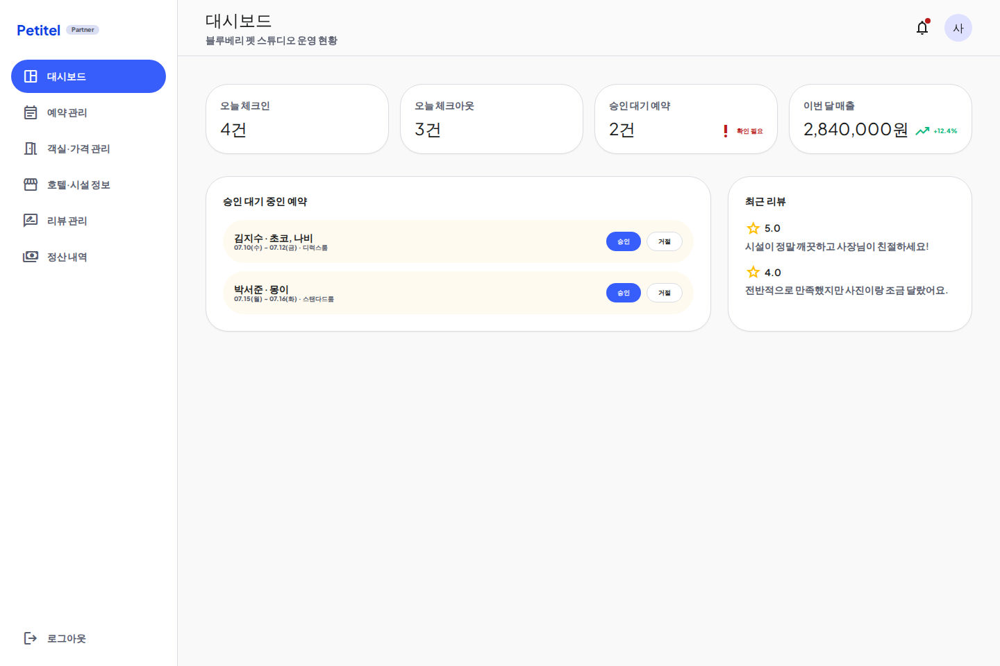 Petitel Partner
대시보드
예약 관리
객실·가격 관리
호텔·시설 정보
리뷰 관리
정산 내역
로그아웃
대시보드
블루베리 펫 스튜디오 운영 현황
사
오늘 체크인
4건
오늘 체크아웃
3건
승인 대기 예약
2건
확인 필요
이번 달 매출
2,840,000원
+12.4%
승인 대기 중인 예약
김지수 · 초코, 나비
07.10(수) – 07.12(금) · 디럭스룸
승인
거절
박서준 · 몽이
07.15(월) – 07.16(화) · 스탠다드룸
승인
거절
최근 리뷰
5.0
시설이 정말 깨끗하고 사장님이 친절하세요!
4.0
전반적으로 만족했지만 사진이랑 조금 달랐어요.